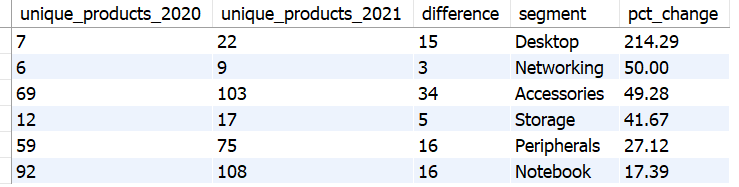 unique_products_2020 unique_products_2021 difference segment pct_change
7 22 15 Desktop 214.29
6 9 3 Networking 50.00
69 103 34 Accessories 49.28
12 17 5 Storage 41.67
59 75 16 Peripherals 27.12
92 108 16 Notebook 17.39